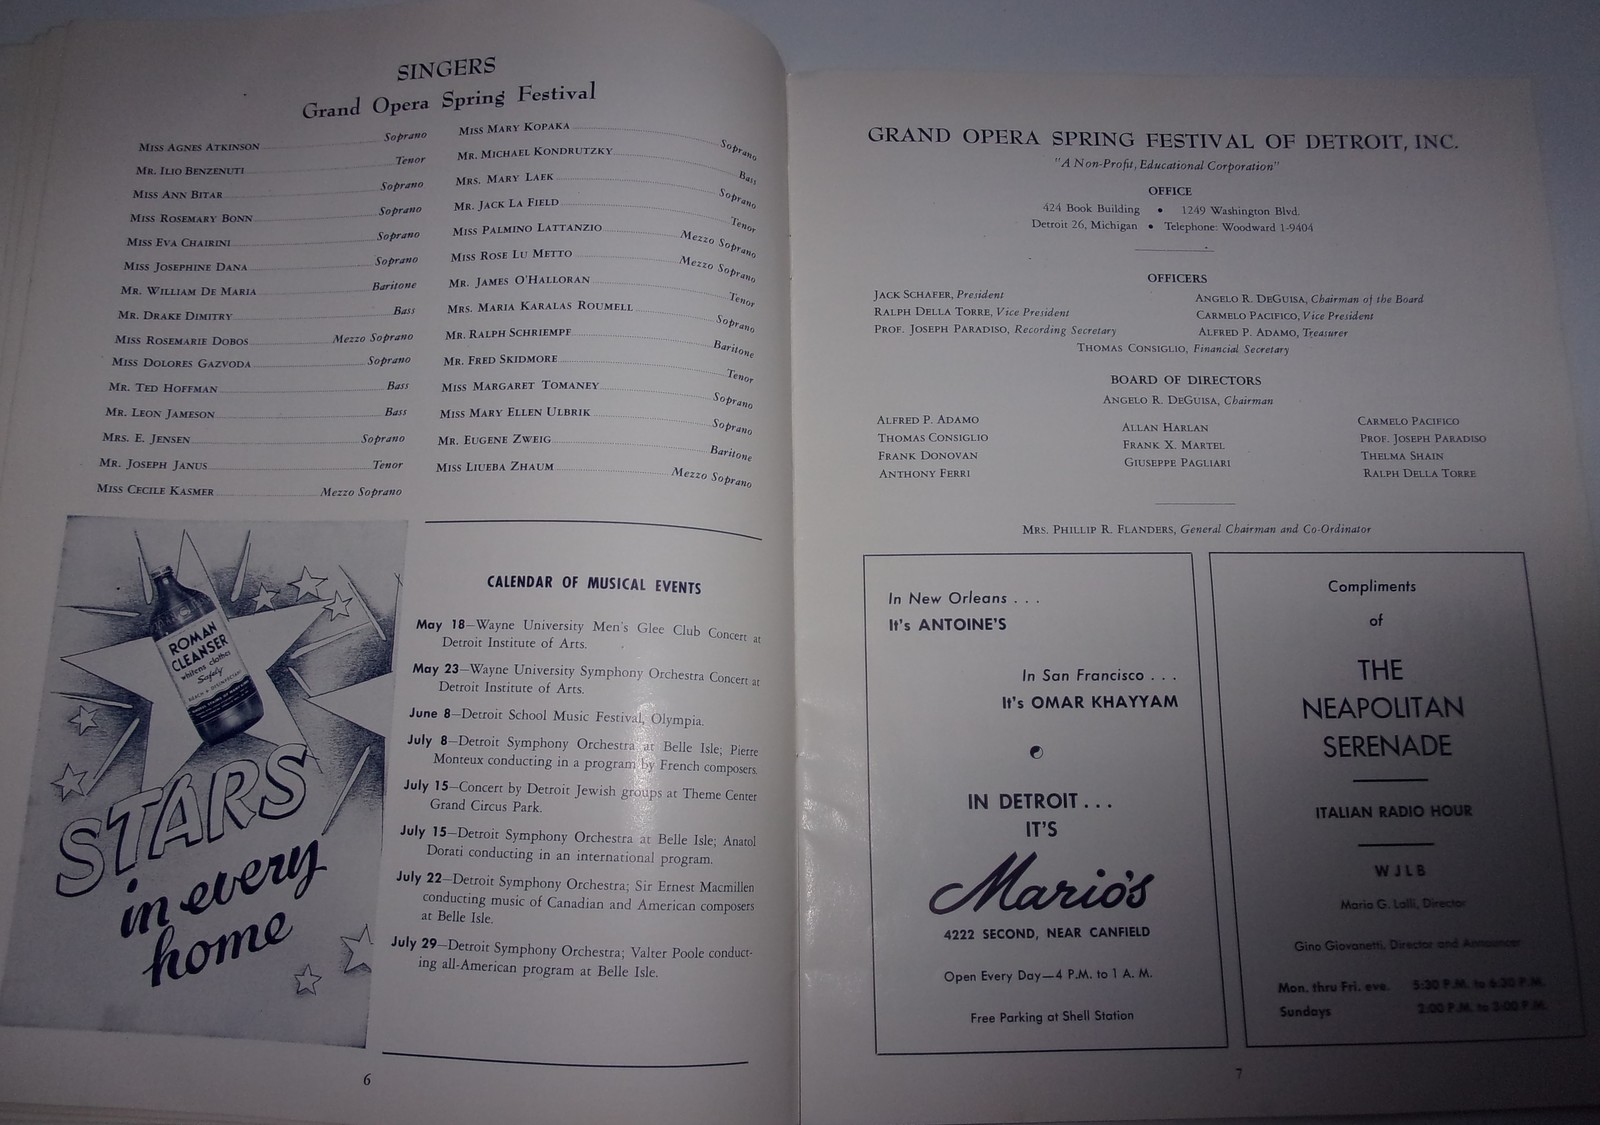 SINGERS
Grand Opera Spring Festival
Miss Agnes Atkinson Soprano
Mr. Ilio Benzenuti Tenor
Miss Ann Bitar Soprano
Miss Rosemary Bonn Soprano
Miss Eva Chairini Soprano
Miss Josephine Dana Soprano
Mr. William De Maria Baritone
Mr. Drake Dimitry Bass
Miss Rosemarie Dobos Mezzo Soprano
Miss Dolores Gazvoda Soprano
Mr. Ted Hoffman Bass
Mr. Leon Jameson Bass
Mrs. E. Jensen Soprano
Mr. Joseph Janus Tenor
Miss Cecile Kasmer Mezzo Soprano
Miss Mary Kopaka Soprano
Mr. Michael Kondrutzky Bass
Mrs. Mary Laek Soprano
Mr. Jack La Field Tenor
Miss Palmino Lattanzio Mezzo Soprano
Miss Rose Lu Metto Mezzo Soprano
Mr. James O'Halloran Tenor
Mrs. Maria Karalas Roumell Soprano
Mr. Ralph Schriempf Baritone
Mr. Fred Skidmore Tenor
Miss Margaret Tomaney Soprano
Miss Mary Ellen Ulbrik Soprano
Mr. Eugene Zweig Baritone
Miss Liueba Zhaum Mezzo Soprano
ROMAN
CLEANSER
whitens clothes
Safely
STARS
in every
home
CALENDAR OF MUSICAL EVENTS
May 18—Wayne University Men's Glee Club Concert at
Detroit Institute of Arts.
May 23—Wayne University Symphony Orchestra Concert at
Detroit Institute of Arts.
June 8—Detroit School Music Festival, Olympia.
July 8—Detroit Symphony Orchestra at Belle Isle; Pierre
Monteux conducting in a program by French composers.
July 15—Concert by Detroit Jewish groups at Theme Center
Grand Circus Park.
July 15—Detroit Symphony Orchestra at Belle Isle; Anatol
Dorati conducting in an international program.
July 22—Detroit Symphony Orchestra; Sir Ernest Macmillen
conducting music of Canadian and American composers
at Belle Isle.
July 29—Detroit Symphony Orchestra; Valter Poole conduct-
ing all-American program at Belle Isle.
6
GRAND OPERA SPRING FESTIVAL OF DETROIT, INC.
"A Non-Profit, Educational Corporation"
OFFICE
424 Book Building • 1249 Washington Blvd.
Detroit 26, Michigan • Telephone: Woodward 1-9404
OFFICERS
Jack Schafer, President
Ralph Della Torre, Vice President
Prof. Joseph Paradiso, Recording Secretary
Angelo R. DeGuisa, Chairman of the Board
Carmelo Pacifico, Vice President
Alfred P. Adamo, Treasurer
Thomas Consiglio, Financial Secretary
BOARD OF DIRECTORS
Angelo R. DeGuisa, Chairman
Alfred P. Adamo
Thomas Consiglio
Frank Donovan
Anthony Ferri
Allan Harlan
Frank X. Martel
Giuseppe Pagliari
Carmelo Pacifico
Prof. Joseph Paradiso
Thelma Shain
Ralph Della Torre
Mrs. Phillip R. Flanders, General Chairman and Co-Ordinator
In New Orleans . . .
It's ANTOINE'S
In San Francisco . . .
It's OMAR KHAYYAM
IN DETROIT . . .
IT'S
Mario's
4222 SECOND, NEAR CANFIELD
Open Every Day—4 P.M. to 1 A. M.
Free Parking at Shell Station
Compliments
of
THE
NEAPOLITAN
SERENADE
ITALIAN RADIO HOUR
W J L B
Maria G. Lalli, Director
Gino Giovanetti, Director and Announcer
Mon. thru Fri. eve. 5:30 P.M. to 6:30 P.M.
Sundays 2:00 P.M. to 3:00 P.M.
7